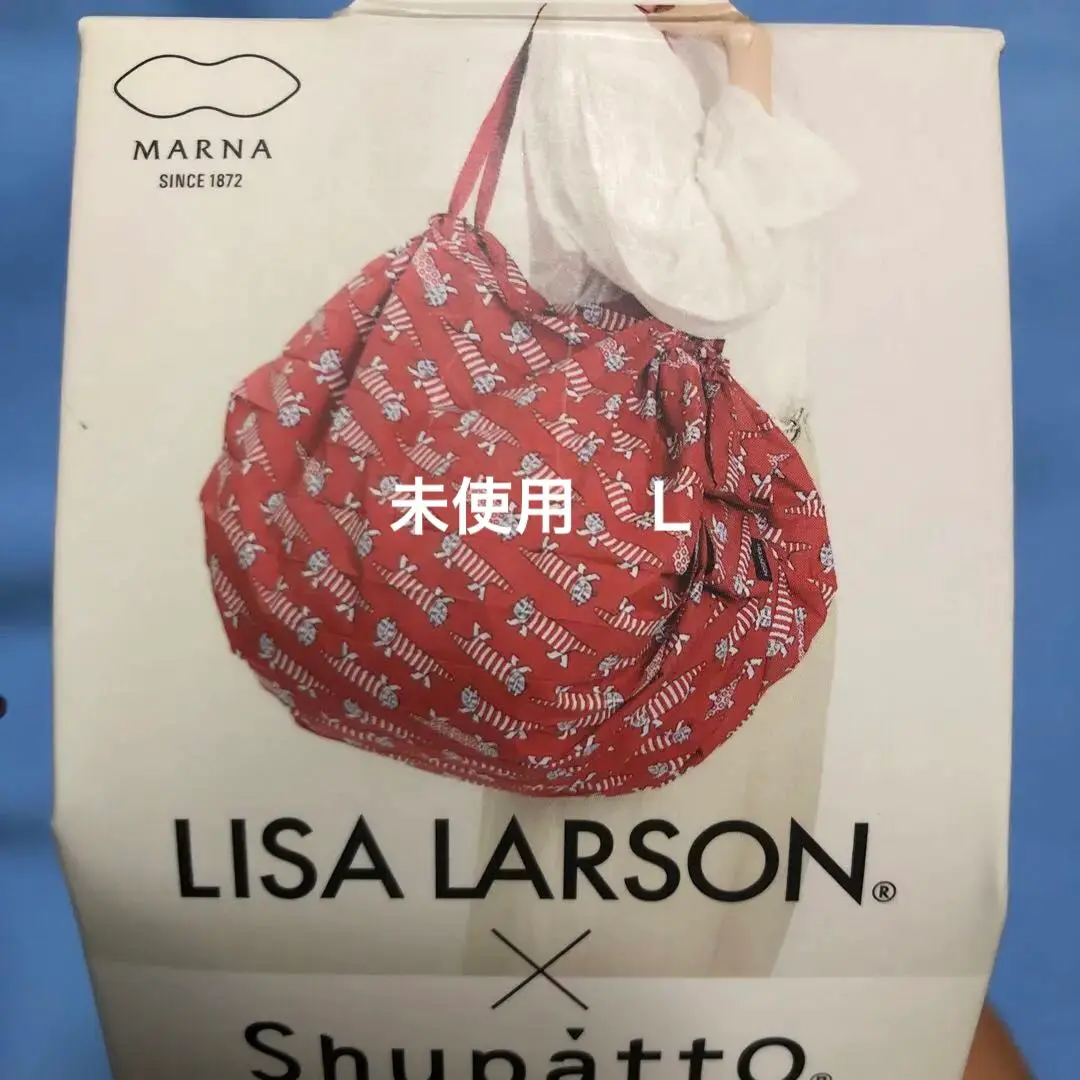 MARNA
SINCE 1872
未使用 L
LISA LARSON®
×
Shupatto®